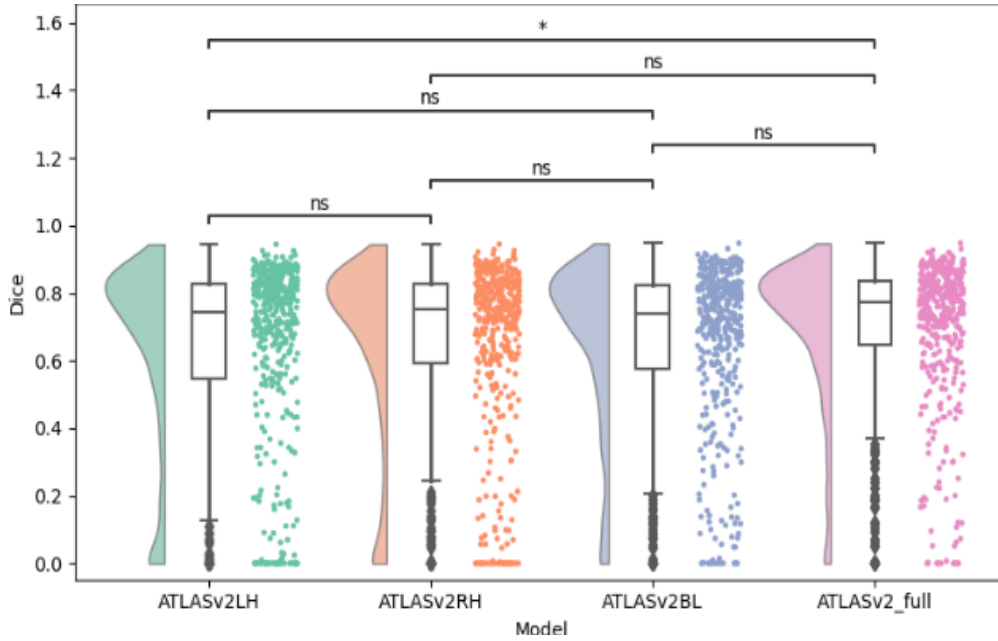 1.6
*
ns
1.4
ns
ns
1.2
ns
ns
1.0
0.8
Dice
0.6
0.4
0.2
0.0
ATLASv2LH ATLASv2RH ATLASv2BL ATLASv2_full
Model